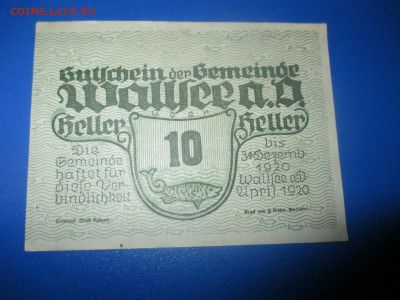 COINS.LAVE.RU
Gutschein der Gemeinde
Wallsee a.D.
Heller 10 Heller
Die
Gemeinde
haftet für
diese Ver-
bindlichkeit
bis
31. Dezemb
1920
Wallsee a.D.
April 1920